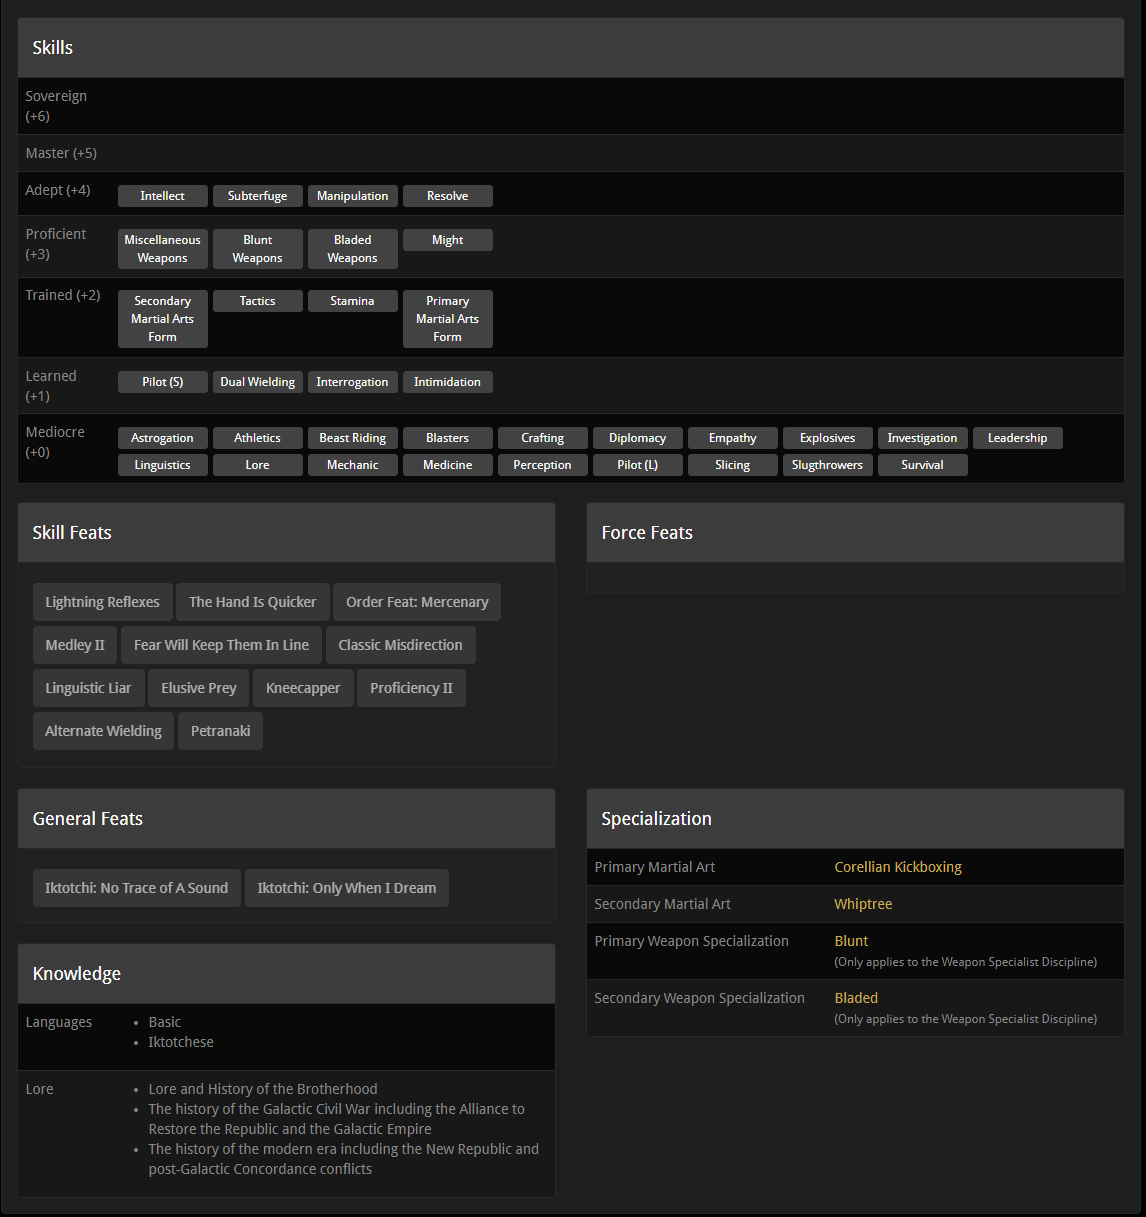 Skills
Sovereign
(+6)
Master (+5)
Adept (+4)
Intellect
Subterfuge
Manipulation
Resolve
Proficient
(+3)
Miscellaneous
Weapons
Blunt
Weapons
Bladed
Weapons
Might
Trained (+2)
Secondary
Martial Arts
Form
Tactics
Stamina
Primary
Martial Arts
Form
Learned
(+1)
Pilot (S)
Dual Wielding
Interrogation
Intimidation
Mediocre
(+0)
Astrogation
Athletics
Beast Riding
Blasters
Crafting
Diplomacy
Empathy
Explosives
Investigation
Leadership
Linguistics
Lore
Mechanic
Medicine
Perception
Pilot (L)
Slicing
Slugthrowers
Survival
Skill Feats
Lightning Reflexes
The Hand Is Quicker
Order Feat: Mercenary
Medley II
Fear Will Keep Them In Line
Classic Misdirection
Linguistic Liar
Elusive Prey
Kneecapper
Proficiency II
Alternate Wielding
Petranaki
Force Feats
General Feats
Iktotchi: No Trace of A Sound
Iktotchi: Only When I Dream
Specialization
Primary Martial Art
Corellian Kickboxing
Secondary Martial Art
Whiptree
Primary Weapon Specialization
Blunt
(Only applies to the Weapon Specialist Discipline)
Secondary Weapon Specialization
Bladed
(Only applies to the Weapon Specialist Discipline)
Knowledge
Languages
• Basic
• Iktotchese
Lore
• Lore and History of the Brotherhood
• The history of the Galactic Civil War including the Alliance to
Restore the Republic and the Galactic Empire
• The history of the modern era including the New Republic and
post-Galactic Concordance conflicts